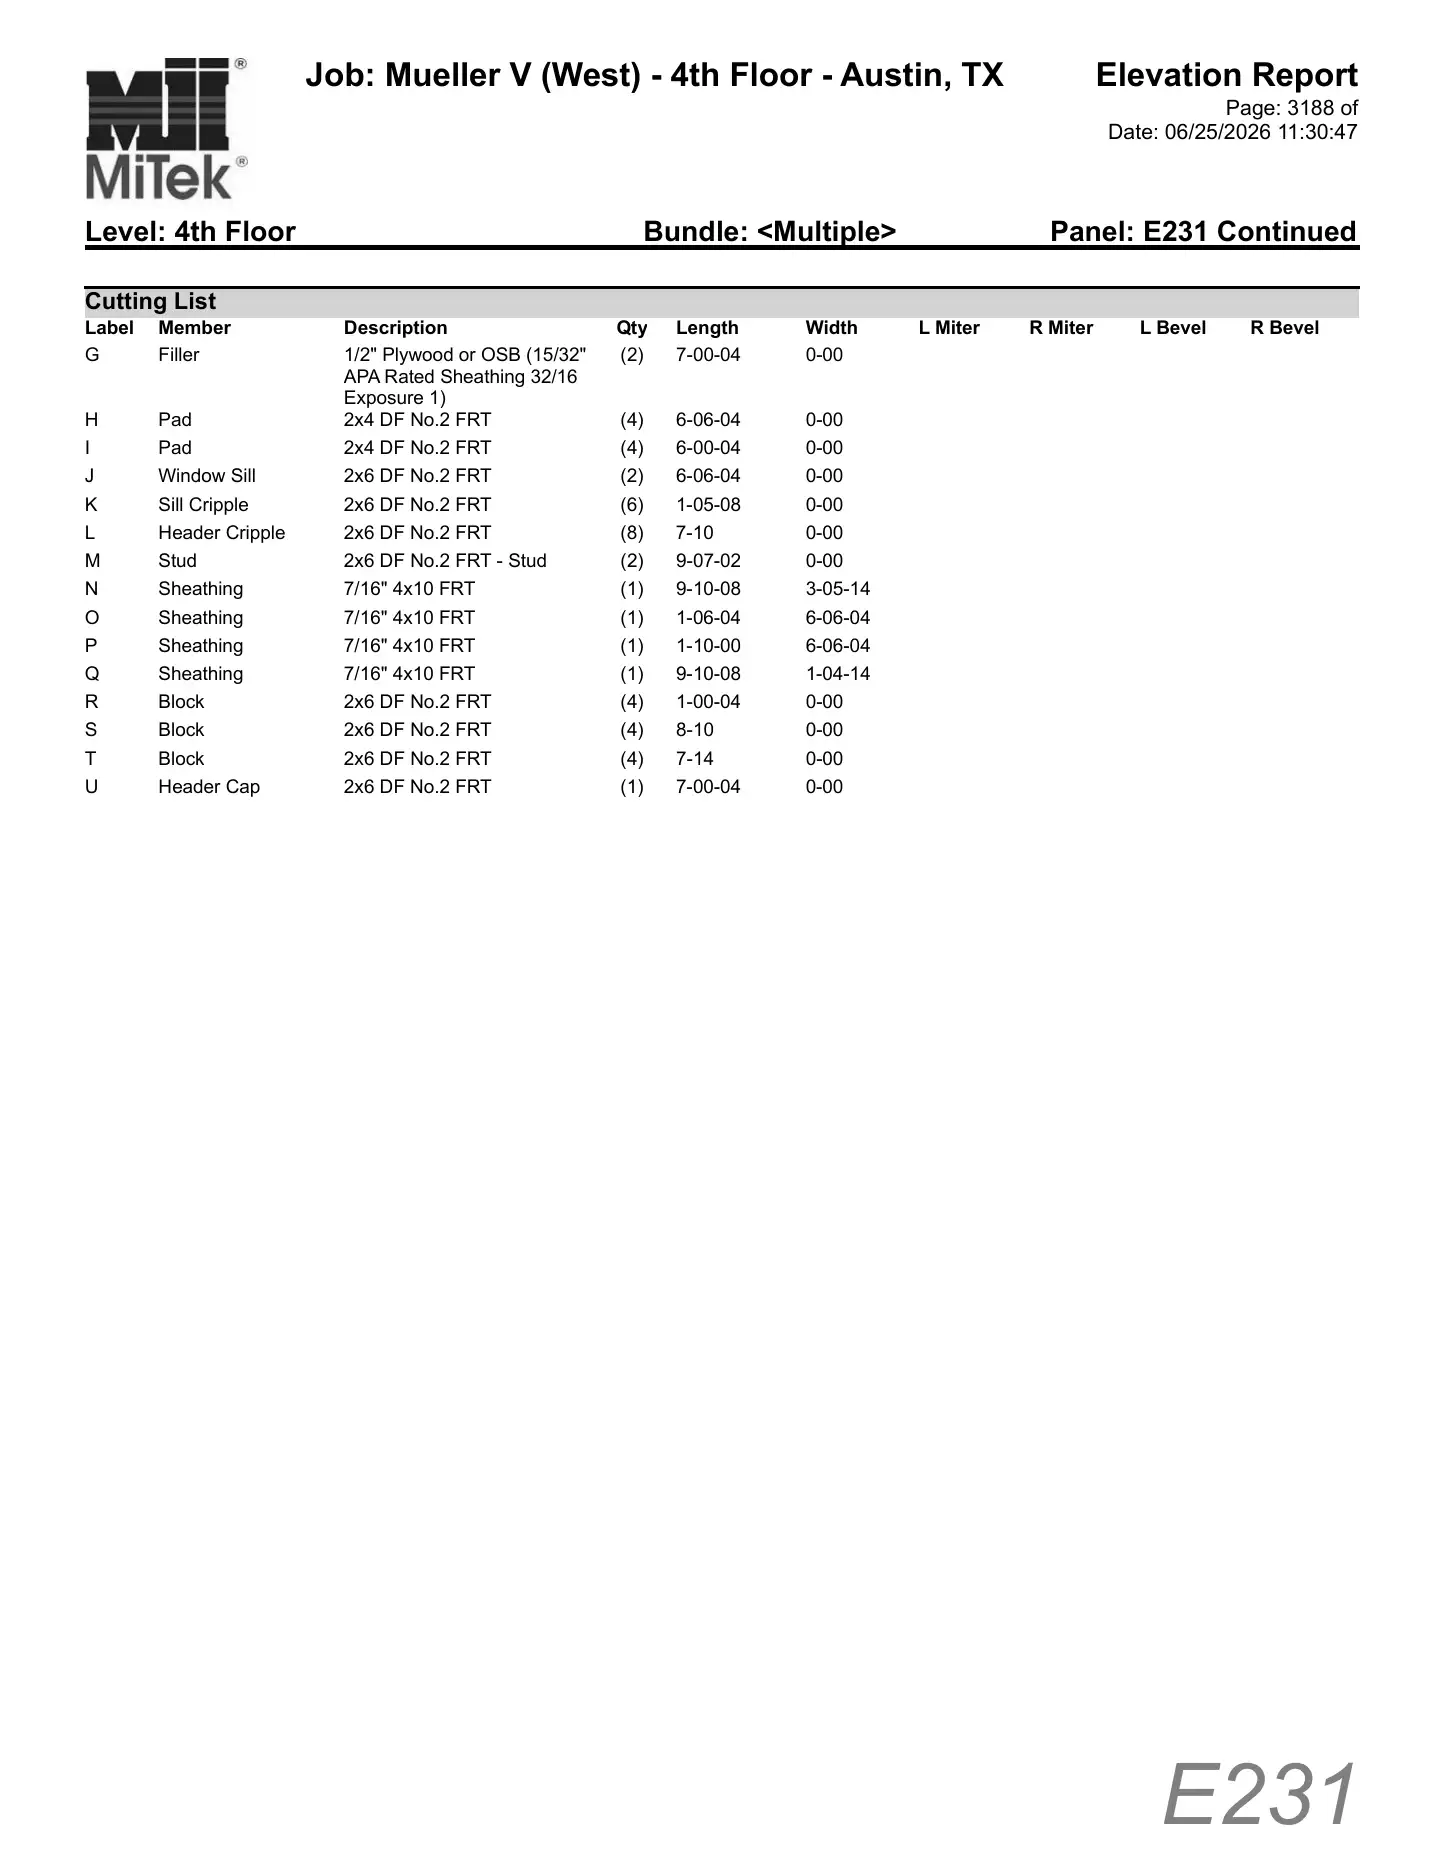 Job: Mueller V (West) - 4th Floor - Austin, TX
Elevation Report
Page: 3188 of
Date: 06/25/2026 11:30:47
MiTek®
Level: 4th Floor Bundle: <Multiple> Panel: E231 Continued
Cutting List
Label Member Description Qty Length Width L Miter R Miter L Bevel R Bevel
G Filler 1/2" Plywood or OSB (15/32" (2) 7-00-04 0-00
APA Rated Sheathing 32/16
Exposure 1)
H Pad 2x4 DF No.2 FRT (4) 6-06-04 0-00
I Pad 2x4 DF No.2 FRT (4) 6-00-04 0-00
J Window Sill 2x6 DF No.2 FRT (2) 6-06-04 0-00
K Sill Cripple 2x6 DF No.2 FRT (6) 1-05-08 0-00
L Header Cripple 2x6 DF No.2 FRT (8) 7-10 0-00
M Stud 2x6 DF No.2 FRT - Stud (2) 9-07-02 0-00
N Sheathing 7/16" 4x10 FRT (1) 9-10-08 3-05-14
O Sheathing 7/16" 4x10 FRT (1) 1-06-04 6-06-04
P Sheathing 7/16" 4x10 FRT (1) 1-10-00 6-06-04
Q Sheathing 7/16" 4x10 FRT (1) 9-10-08 1-04-14
R Block 2x6 DF No.2 FRT (4) 1-00-04 0-00
S Block 2x6 DF No.2 FRT (4) 8-10 0-00
T Block 2x6 DF No.2 FRT (4) 7-14 0-00
U Header Cap 2x6 DF No.2 FRT (1) 7-00-04 0-00
E231